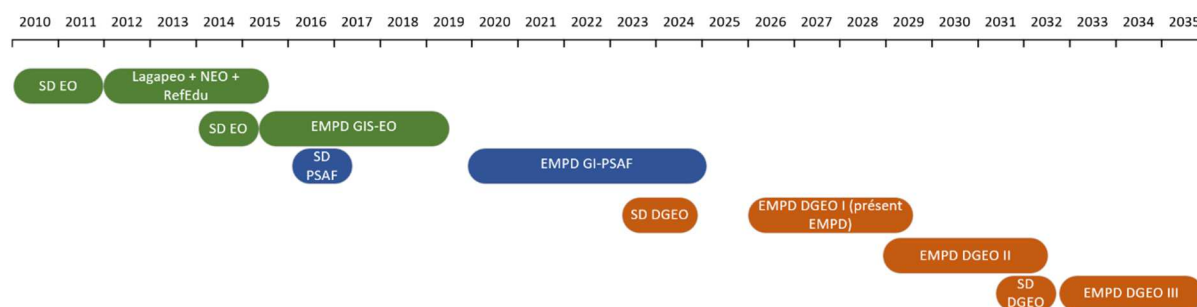 2010 2011 2012 2013 2014 2015 2016 2017 2018 2019 2020 2021 2022 2023 2024 2025 2026 2027 2028 2029 2030 2031 2032 2033 2034 2035
SD EO
Lagapeo + NEO +
RefEdu
SD EO
EMPD GIS-EO
SD
PSAF
EMPD GI-PSAF
SD DGEO
EMPD DGEO I (présent
EMPD)
EMPD DGEO II
SD
DGEO
EMPD DGEO III